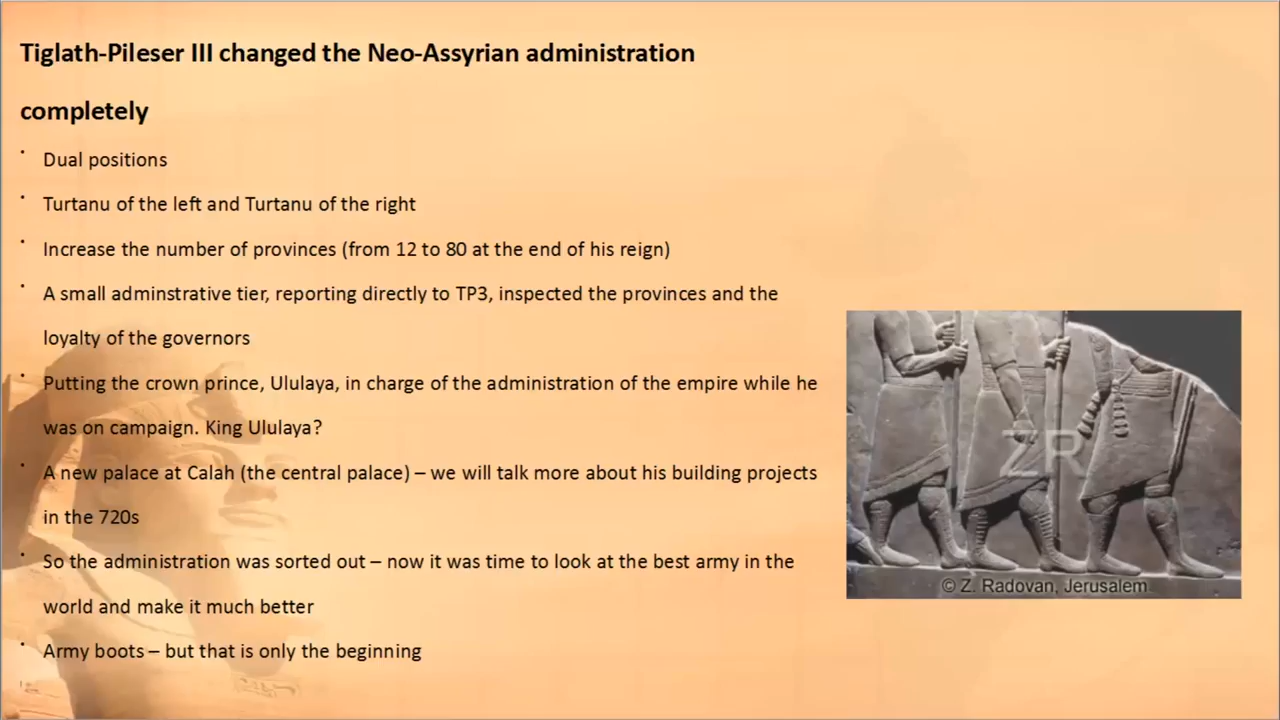 Tiglath-Pileser III changed the Neo-Assyrian administration
completely
• Dual positions
• Turtanu of the left and Turtanu of the right
• Increase the number of provinces (from 12 to 80 at the end of his reign)
• A small adminstrative tier, reporting directly to TP3, inspected the provinces and the
loyalty of the governors
• Putting the crown prince, Ululaya, in charge of the administration of the empire while he
was on campaign. King Ululaya?
• A new palace at Calah (the central palace) – we will talk more about his building projects
in the 720s
• So the administration was sorted out – now it was time to look at the best army in the
world and make it much better
• Army boots – but that is only the beginning
ZR
© Z. Radovan, Jerusalem